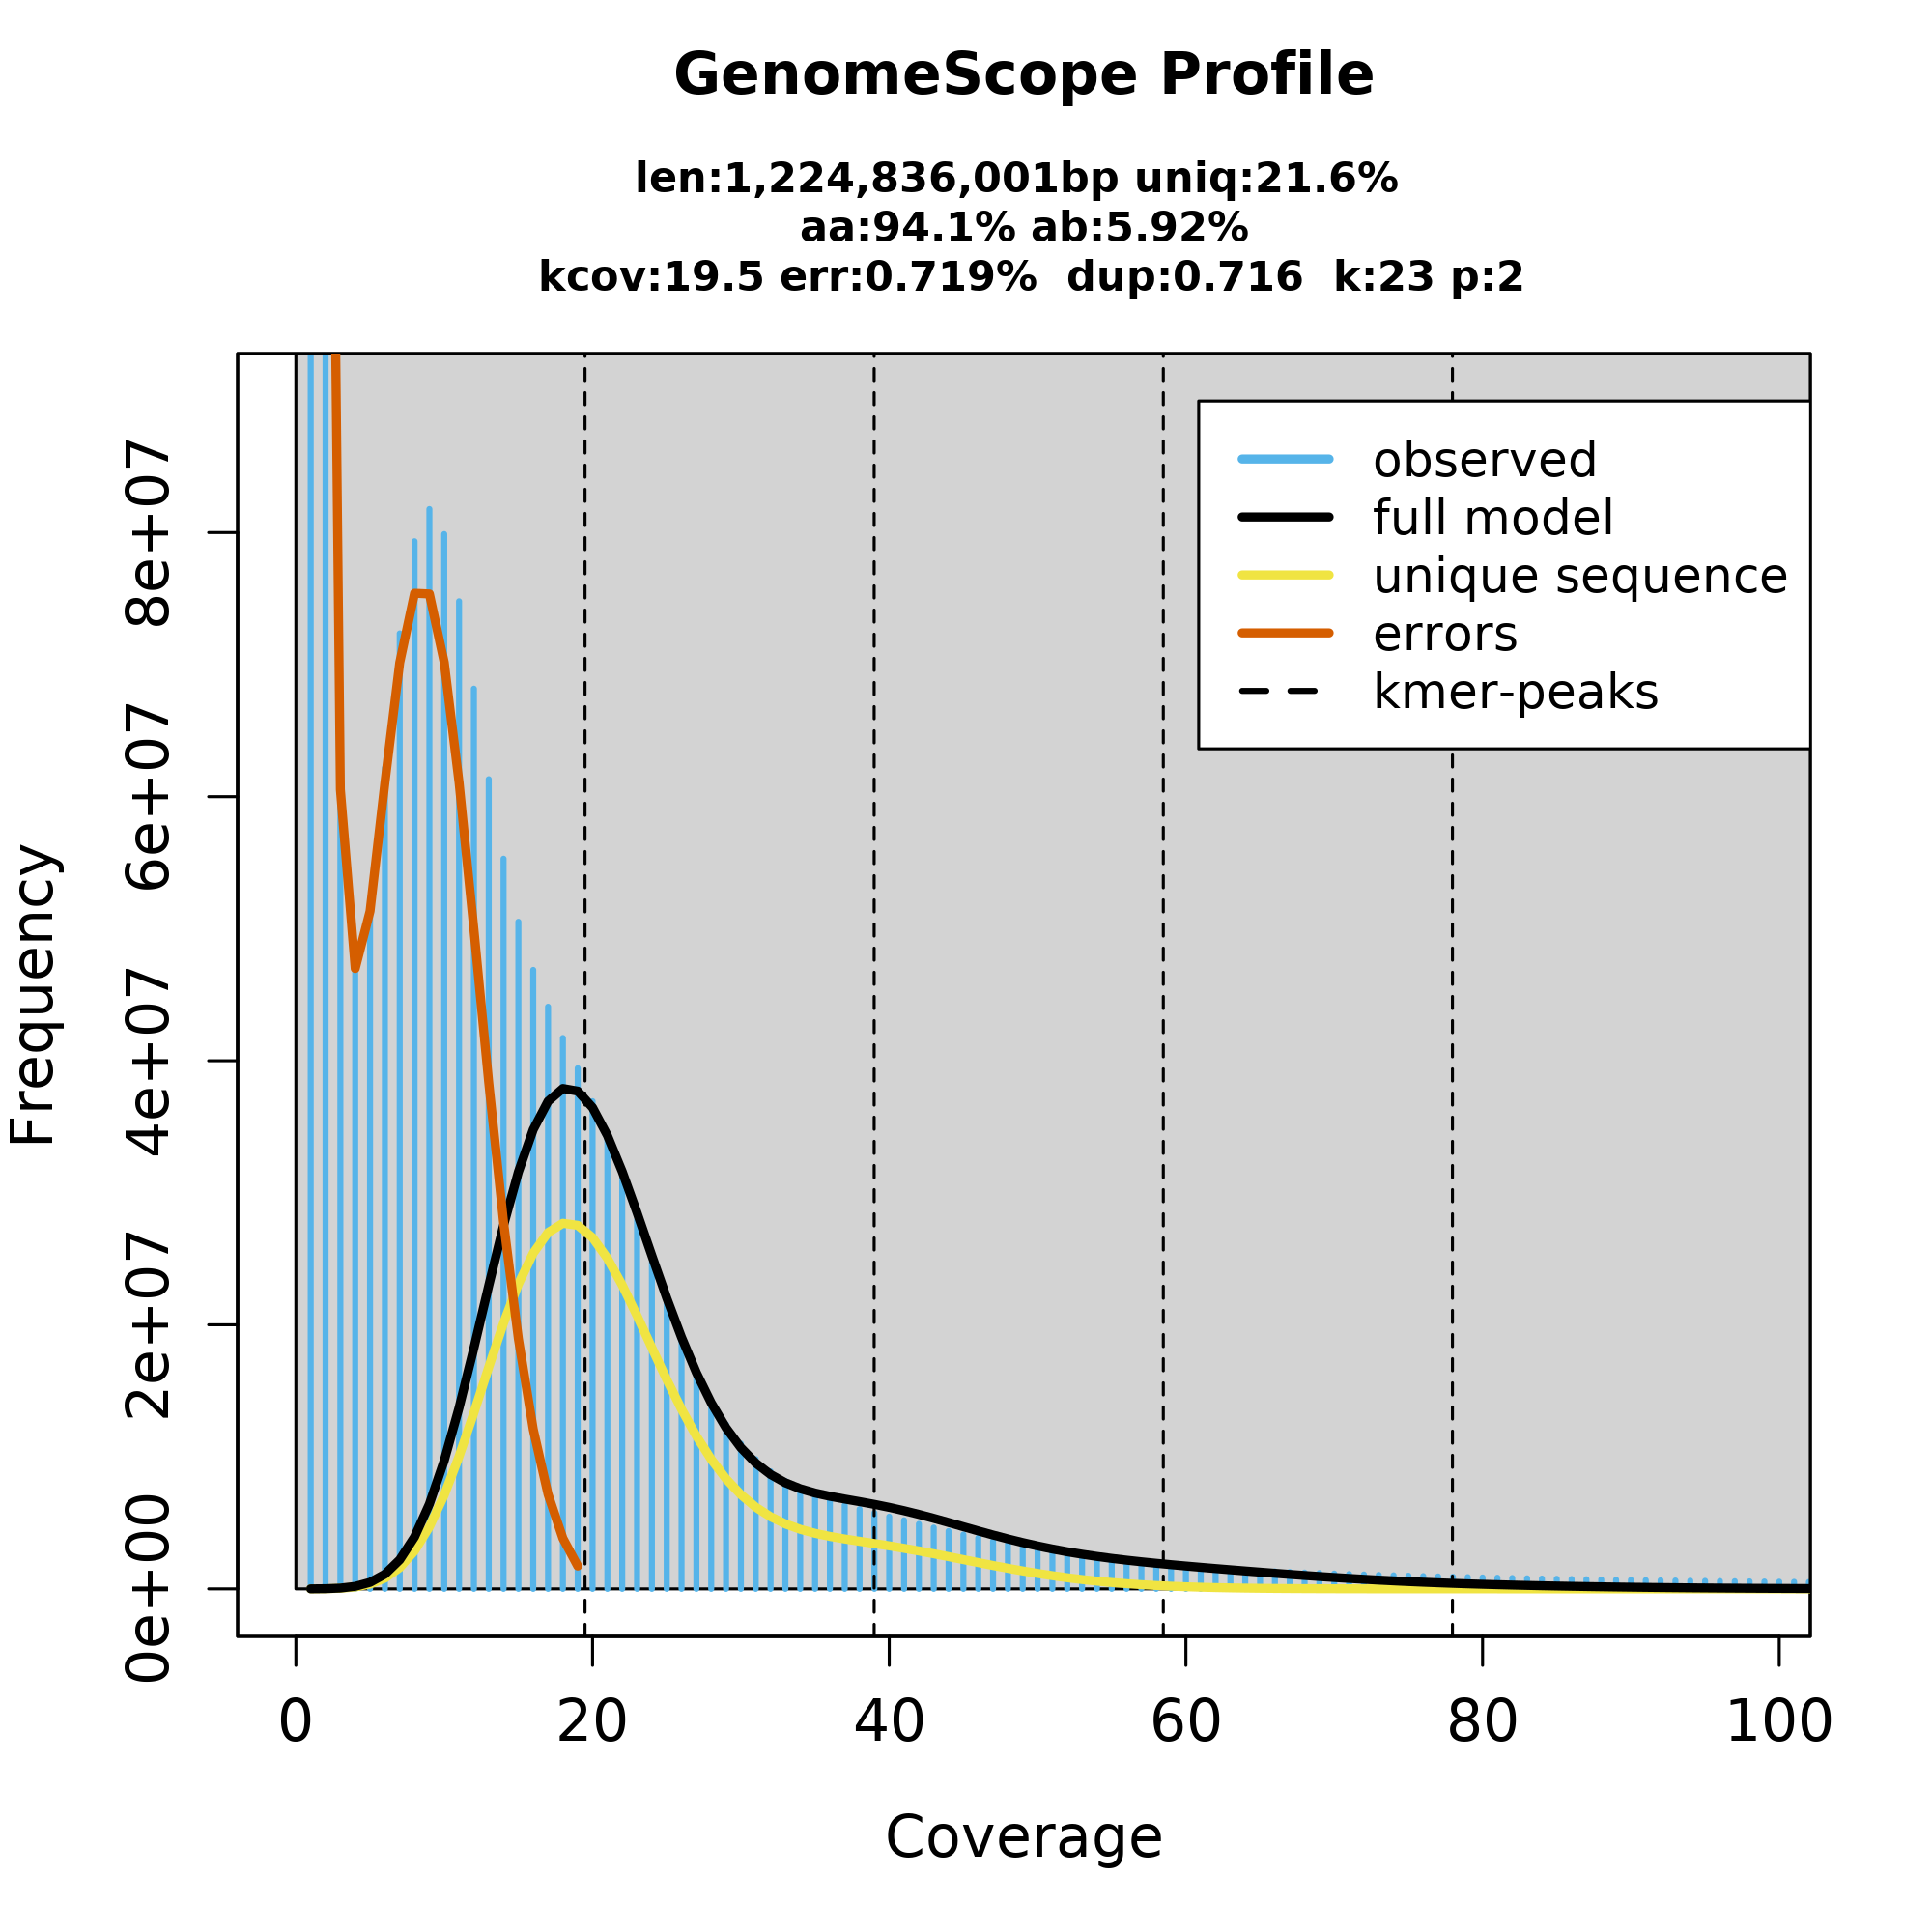 GenomeScope Profile
len:1,224,836,001bp uniq:21.6%
aa:94.1% ab:5.92%
kcov:19.5 err:0.719% dup:0.716 k:23 p:2
observed
full model
unique sequence
errors
kmer-peaks
Frequency
8e+07
6e+07
4e+07
2e+07
0e+00
0 20 40 60 80 100
Coverage